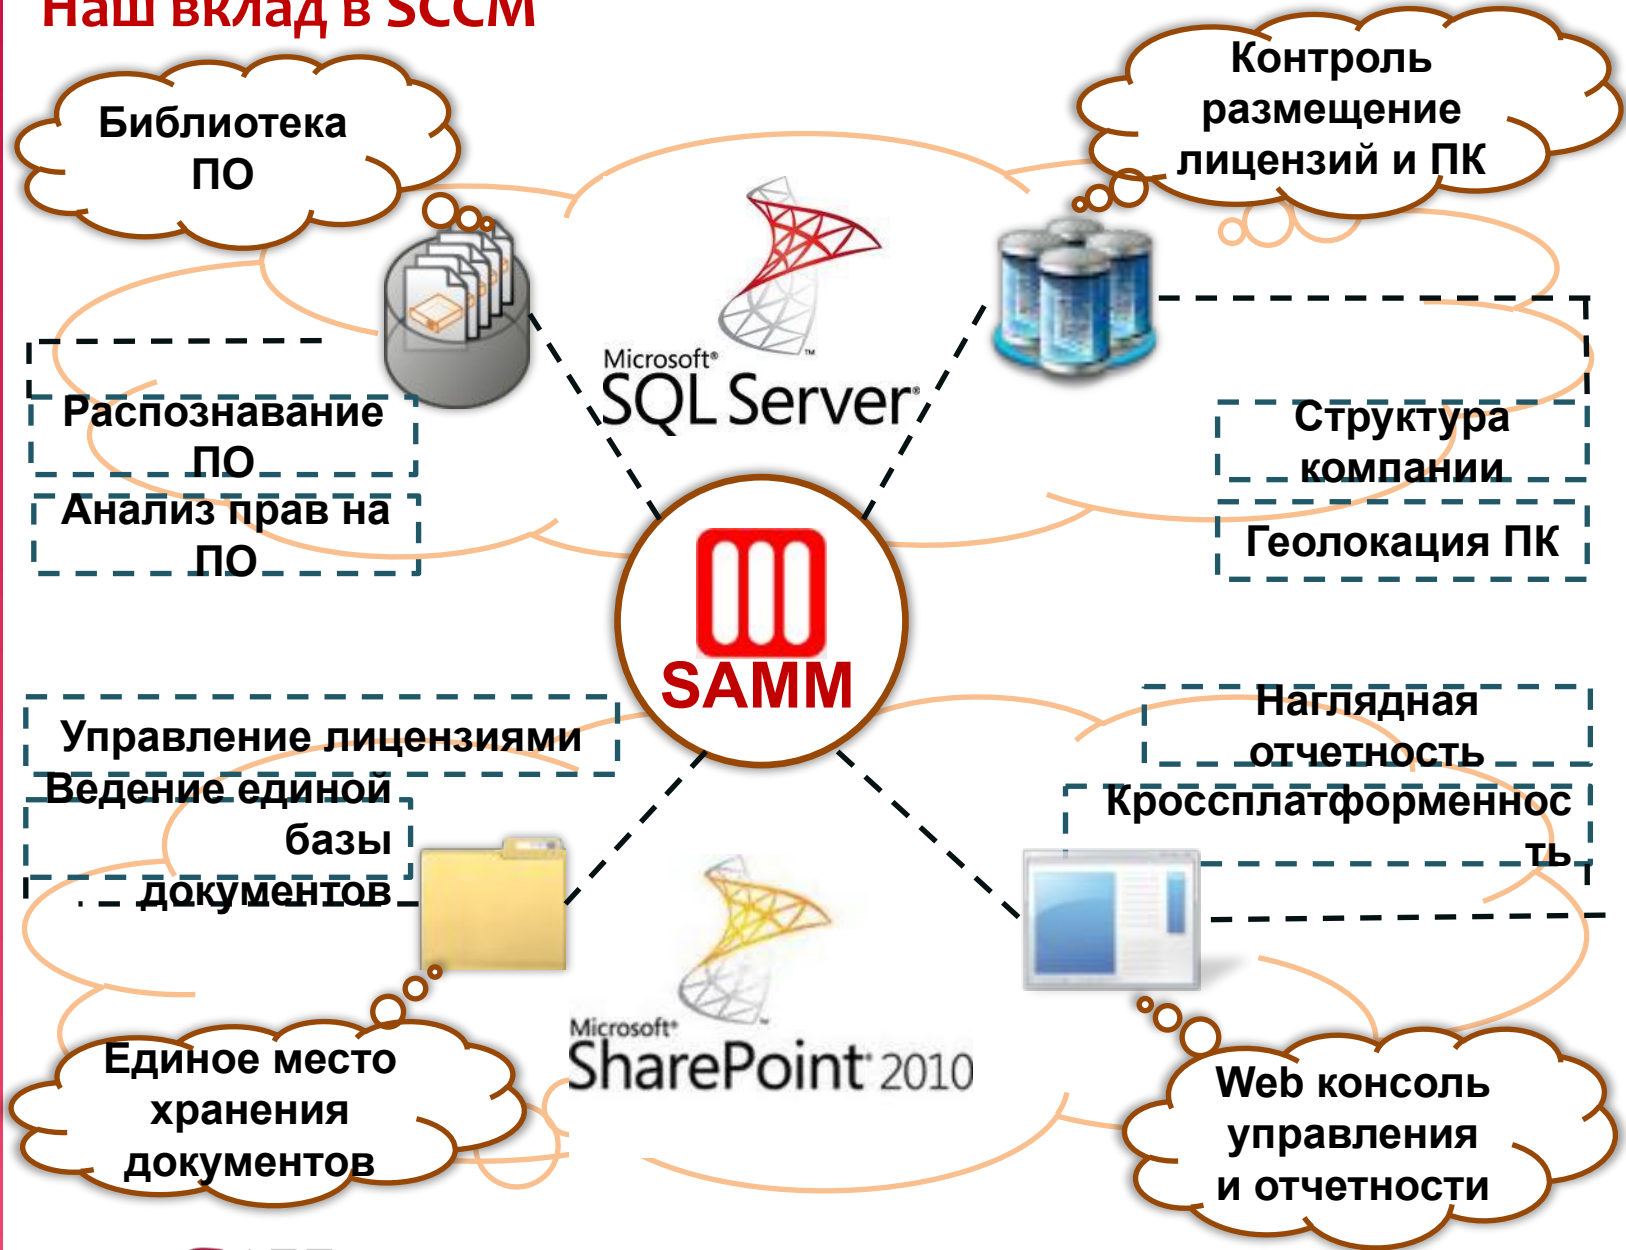 Наш вклад в SCCM
Библиотека
ПО
Контроль
размещение
лицензий и ПК
Microsoft®
SQL Server®
Распознавание
ПО
Анализ прав на
ПО
Структура
компании
Геолокация ПК
SAMM
Управление лицензиями
Ведение единой
базы
документов
Наглядная
отчетность
Кроссплатформеннос
ть
Microsoft®
SharePoint® 2010
Единое место
хранения
документов
Web консоль
управления
и отчетности